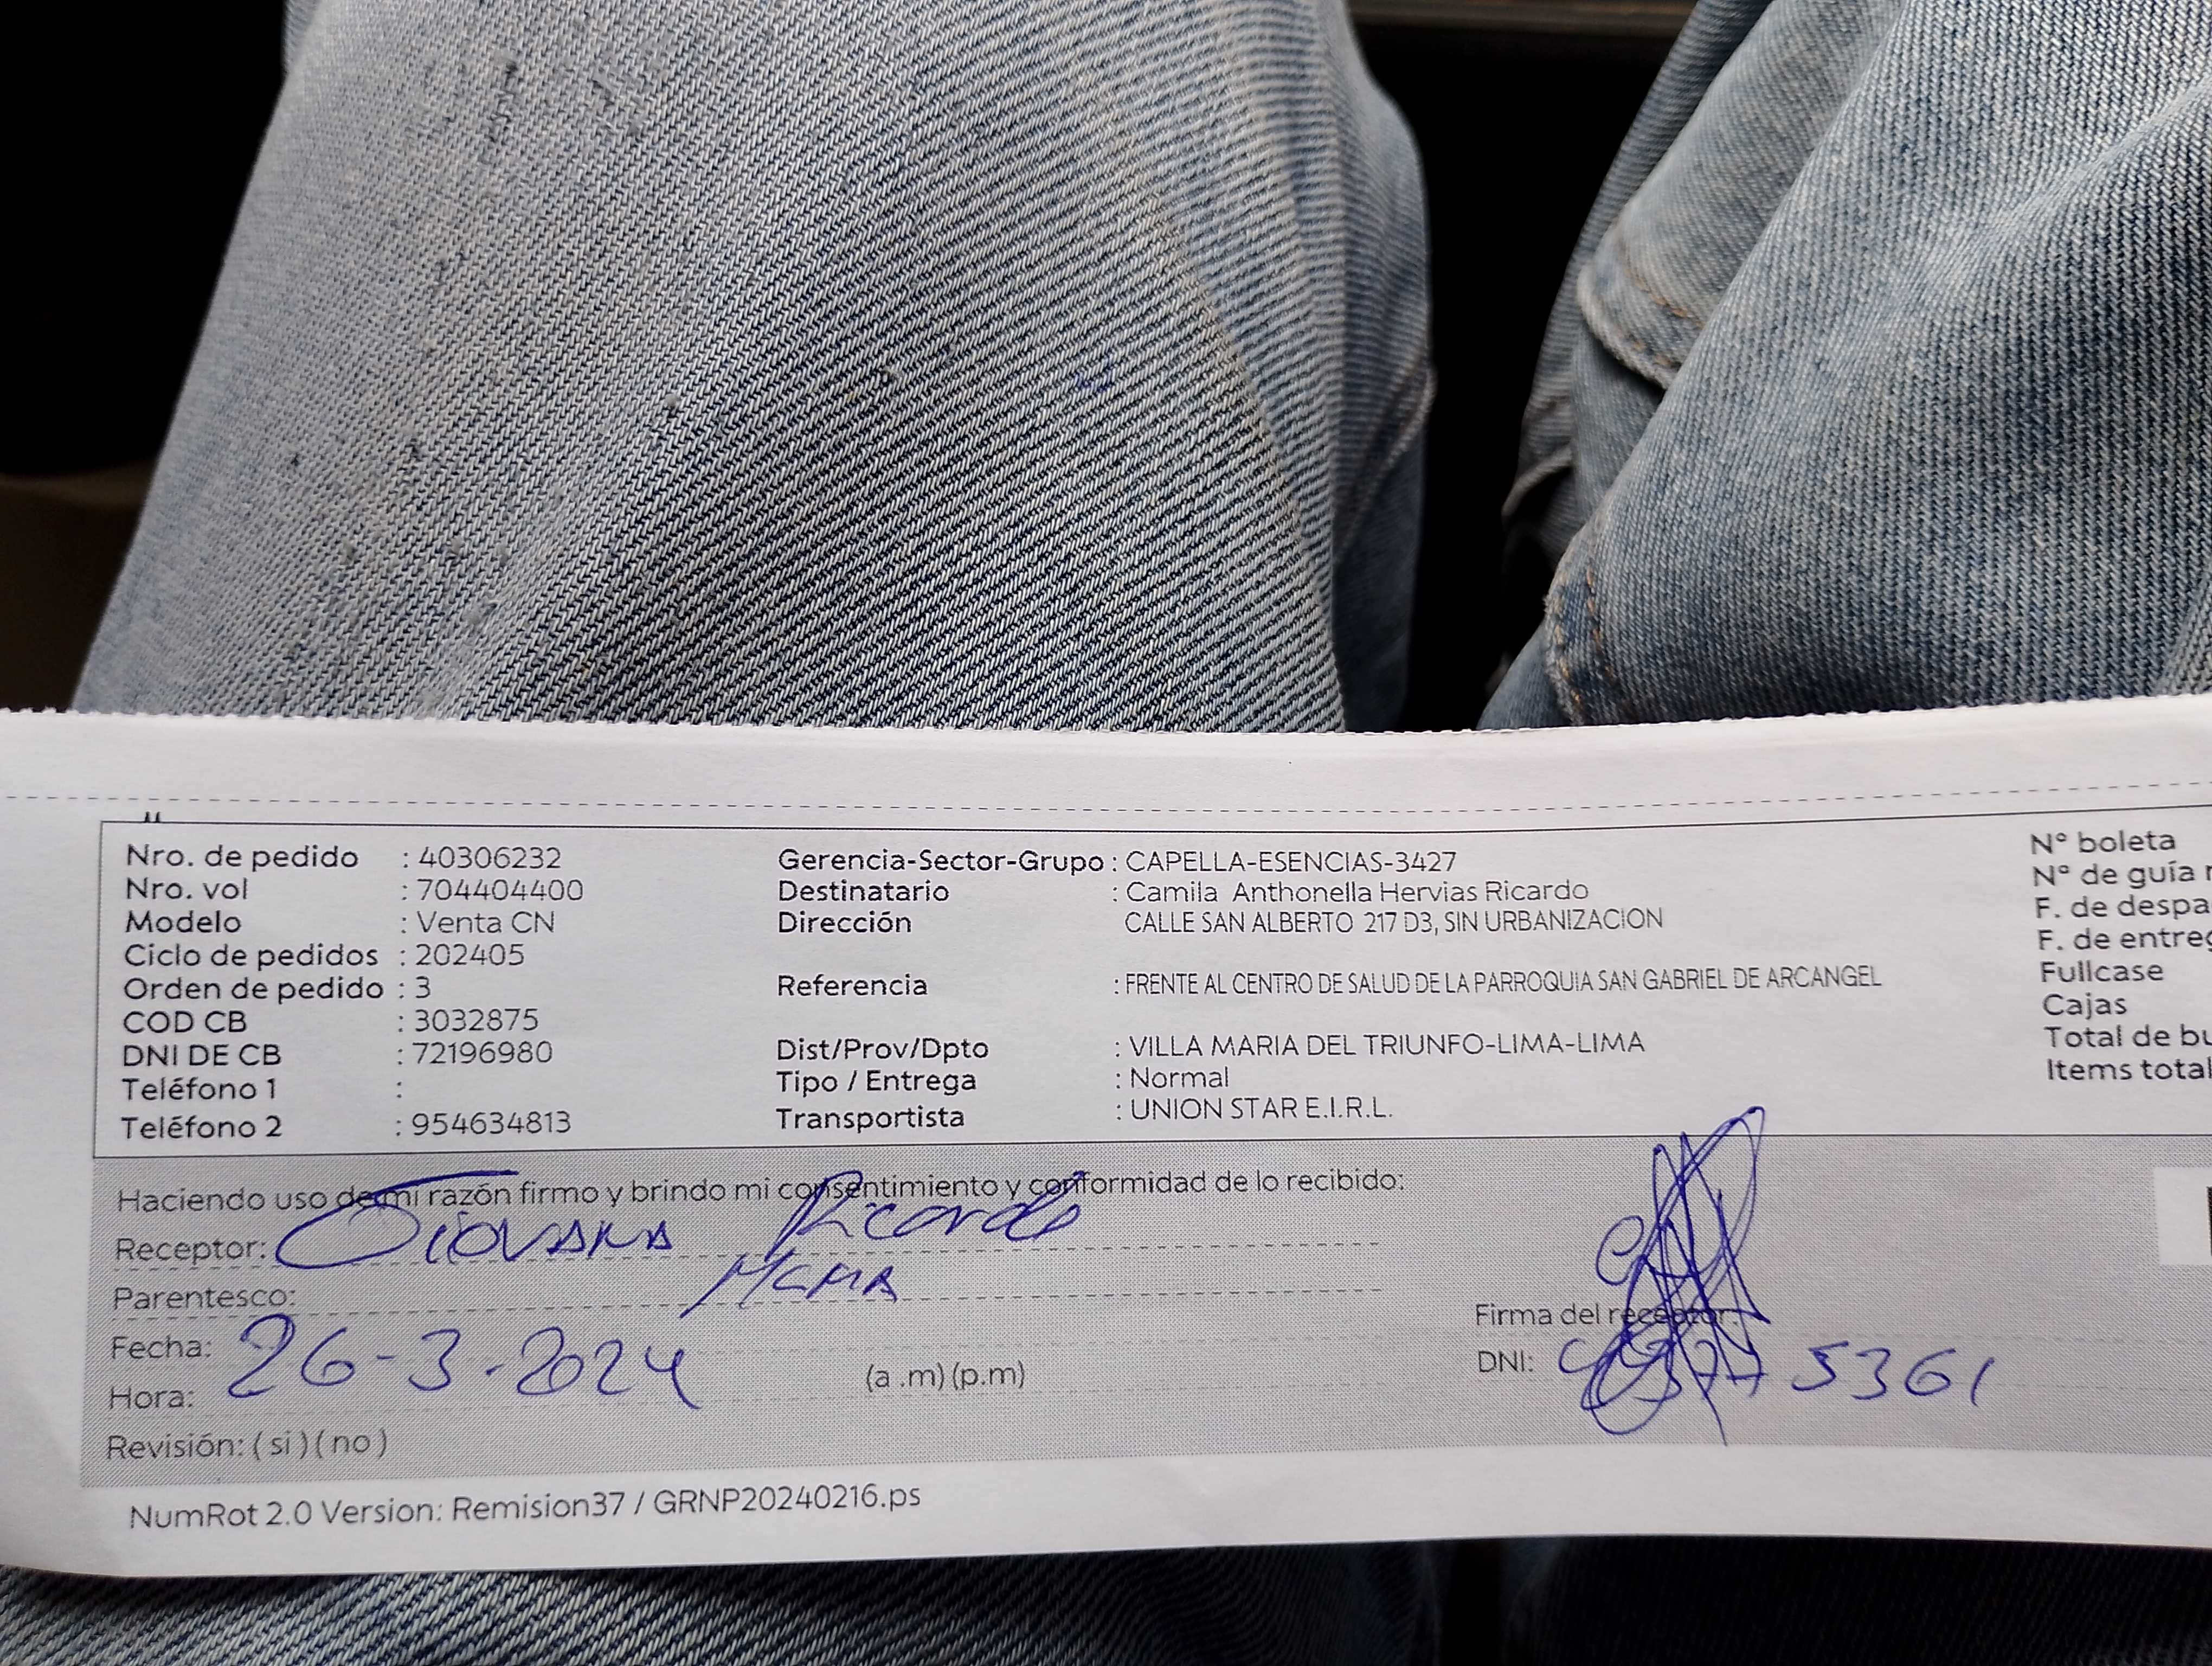 Nro. de pedido : 40306232
Nro. vol : 704404400
Modelo : Venta CN
Ciclo de pedidos : 202405
Orden de pedido : 3
COD CB : 3032875
DNI DE CB : 72196980
Teléfono 1 :
Teléfono 2 : 954634813
Gerencia-Sector-Grupo : CAPELLA-ESENCIAS-3427
Destinatario : Camila Anthonella Hervias Ricardo
Dirección CALLE SAN ALBERTO 217 D3, SIN URBANIZACION
Referencia : FRENTE AL CENTRO DE SALUD DE LA PARROQUIA SAN GABRIEL DE ARCANGEL
Dist/Prov/Dpto : VILLA MARIA DEL TRIUNFO-LIMA-LIMA
Tipo / Entrega : Normal
Transportista : UNION STAR E.I.R.L.
N° boleta
N° de guía
F. de despa
F. de entreg
Fullcase
Cajas
Total de bu
Items total
Haciendo uso de mi razón firmo y brindo mi consentimiento y conformidad de lo recibido:
Receptor: Giovana Ricardo
Parentesco: Mama
Fecha: 26-3-2024
Hora: (a .m) (p.m)
Revisión: ( si ) ( no )
Firma del receptor:
DNI: 5361
NumRot 2.0 Version: Remision37 / GRNP20240216.ps